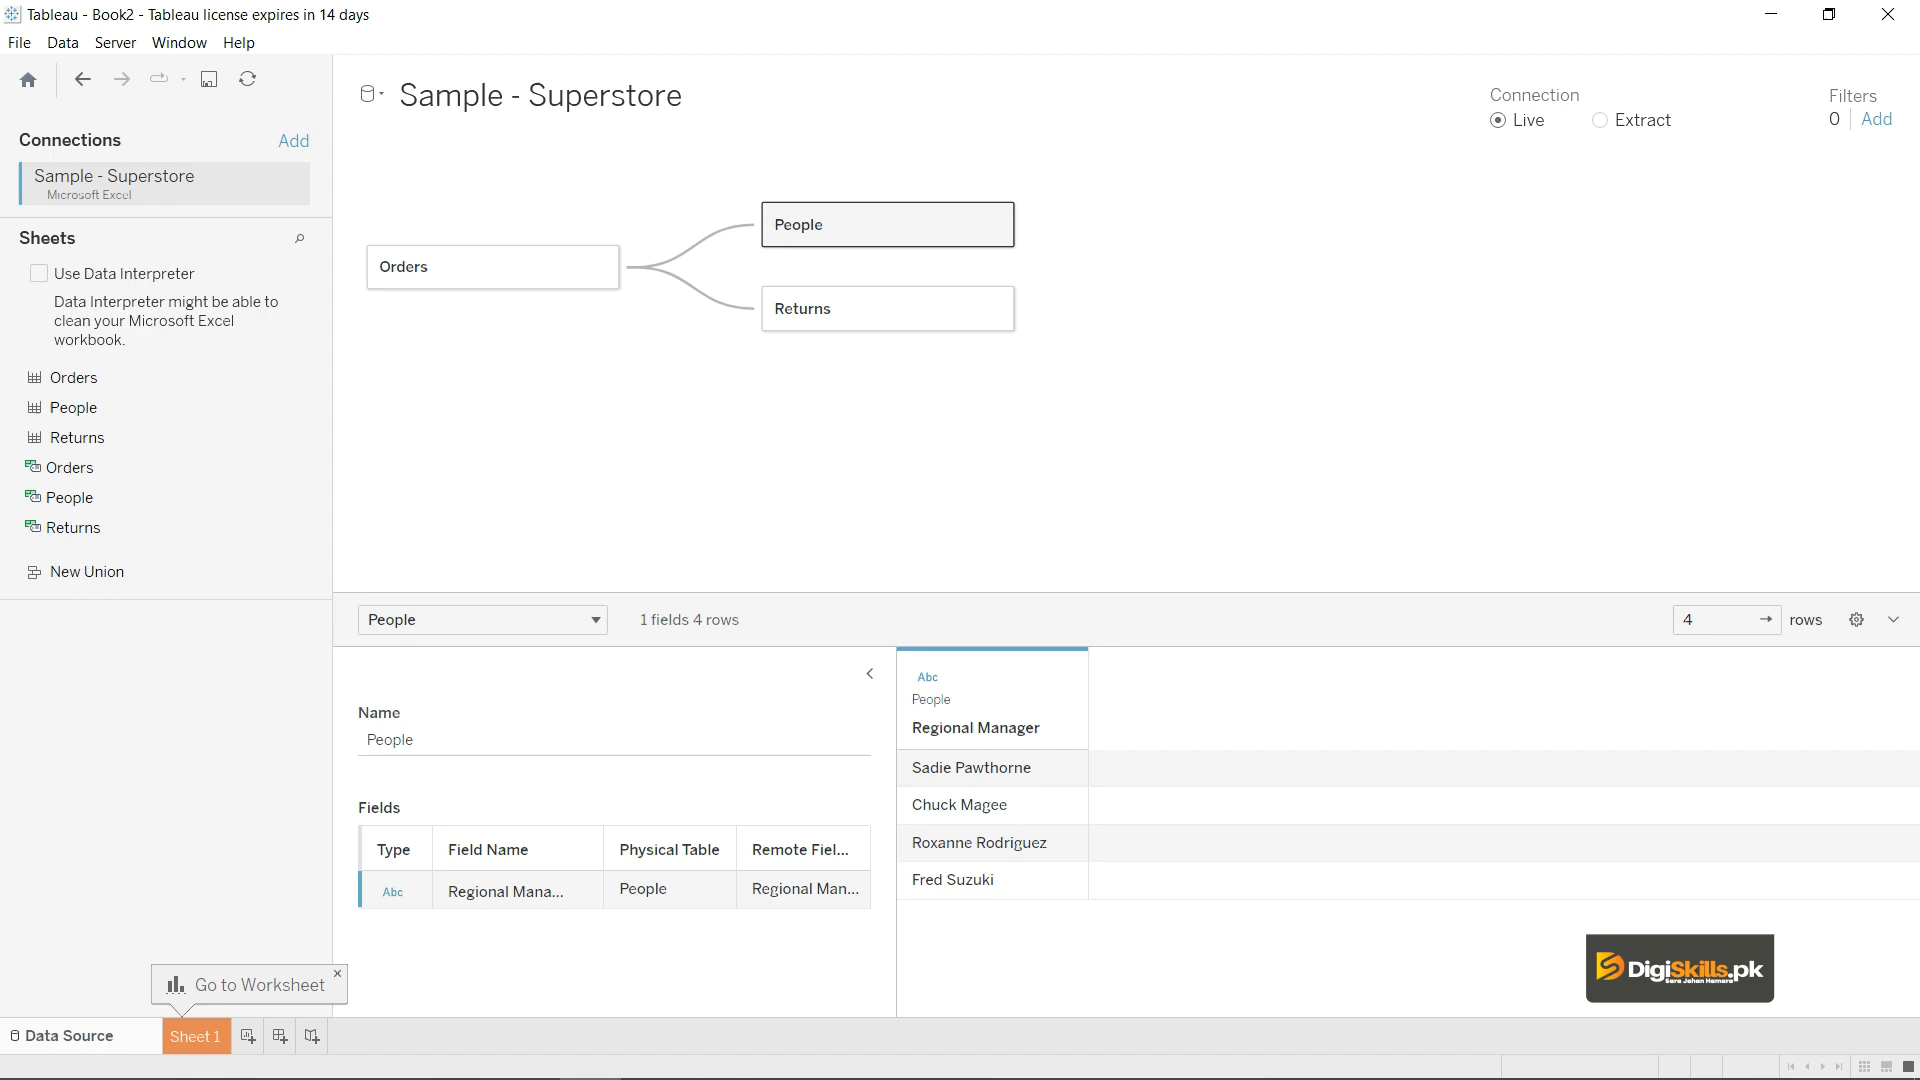 Tableau - Book2 - Tableau license expires in 14 days
File Data Server Window Help
Connections Add
Sample - Superstore
Microsoft Excel
Sheets
Use Data Interpreter
Data Interpreter might be able to
clean your Microsoft Excel
workbook.
Orders
People
Returns
Orders
People
Returns
New Union
Sample - Superstore
Connection
Live Extract
Filters
0 Add
Orders
People
Returns
People 1 fields 4 rows 4 rows
Name
People
Fields
Type Field Name Physical Table Remote Fiel...
Abc Regional Mana... People Regional Man...
Abc
People
Regional Manager
Sadie Pawthorne
Chuck Magee
Roxanne Rodriguez
Fred Suzuki
DigiSkills.pk
Sara Jahan Hamara
Go to Worksheet
Data Source Sheet 1